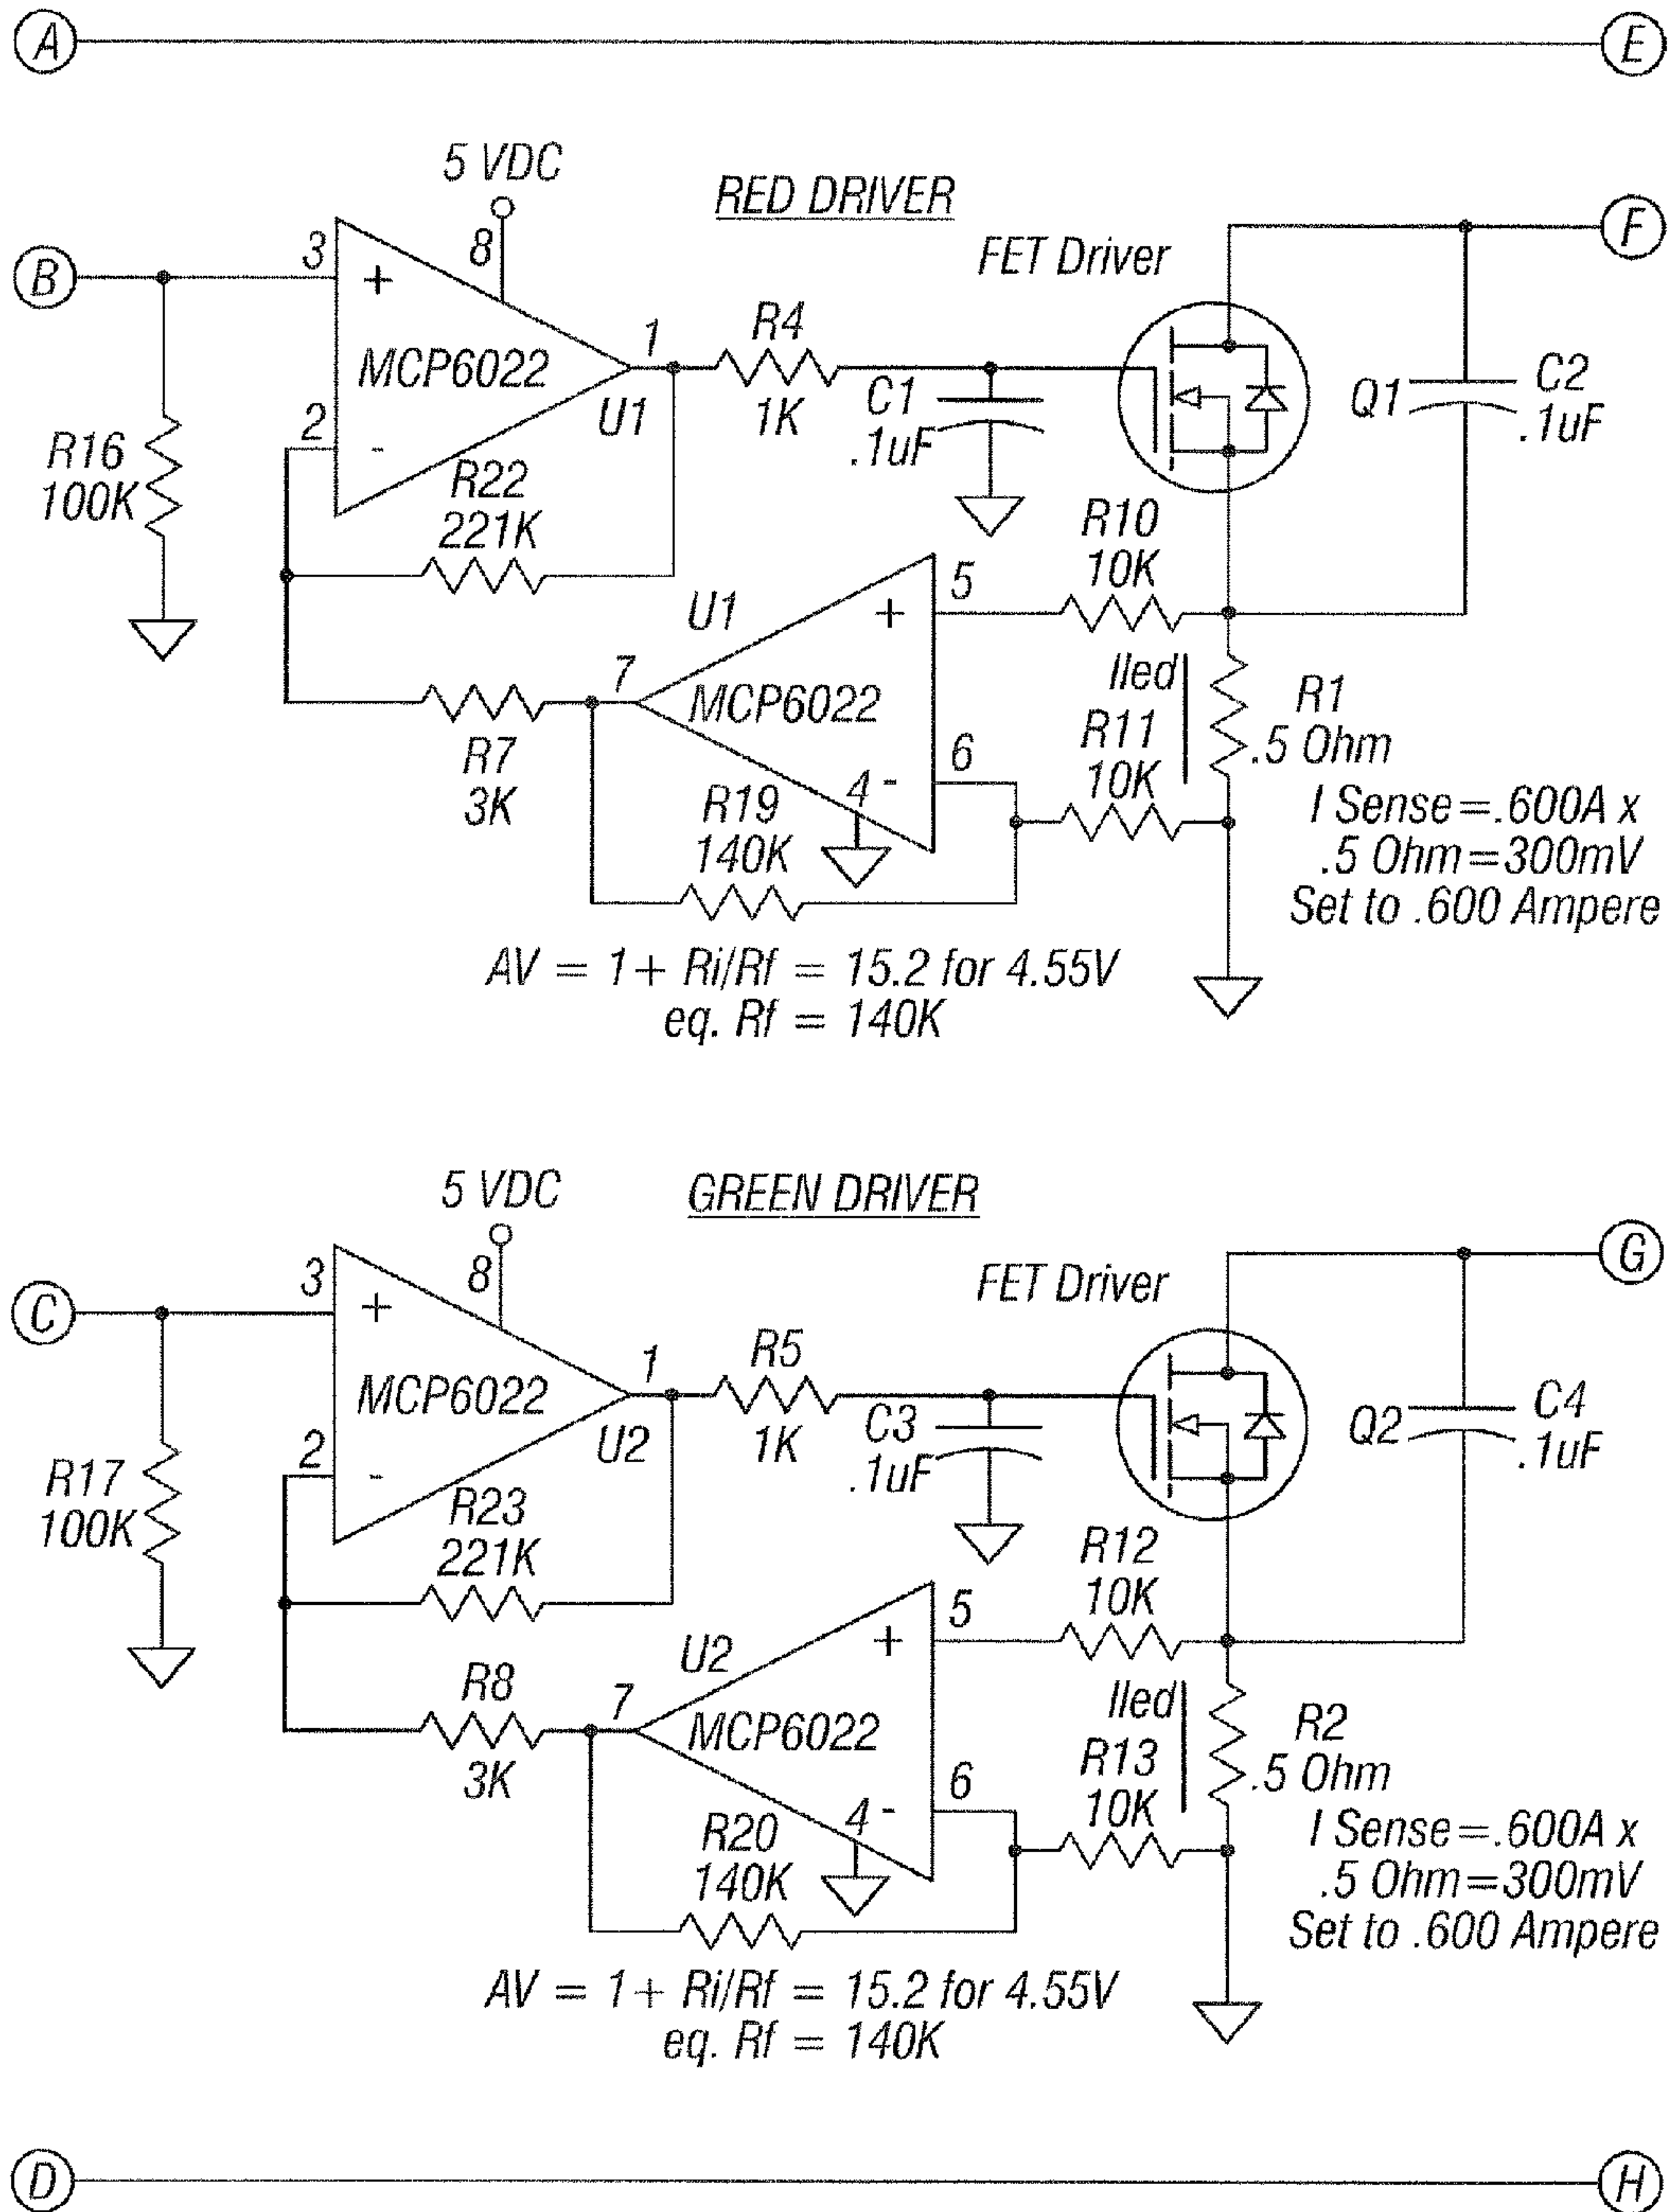 A
E
5 VDC
RED DRIVER
F
8
FET Driver
B
3
+
MCP6022
1
U1
R4
1K
C1
.1uF
Q1
C2
.1uF
2
-
R16
100K
R22
221K
R10
10K
U1
5
+
7
MCP6022
Iled
R1
.5 Ohm
R11
10K
6
4
-
R7
3K
R19
140K
I Sense=.600A x
.5 Ohm=300mV
Set to .600 Ampere
AV = 1+ Ri/Rf = 15.2 for 4.55V
eq. Rf = 140K
5 VDC
GREEN DRIVER
G
8
FET Driver
C
3
+
MCP6022
1
U2
R5
1K
C3
.1uF
Q2
C4
.1uF
2
-
R17
100K
R23
221K
R12
10K
U2
5
+
7
MCP6022
Iled
R2
.5 Ohm
R13
10K
6
4
-
R8
3K
R20
140K
I Sense=.600A x
.5 Ohm=300mV
Set to .600 Ampere
AV = 1+ Ri/Rf = 15.2 for 4.55V
eq. Rf = 140K
D
H